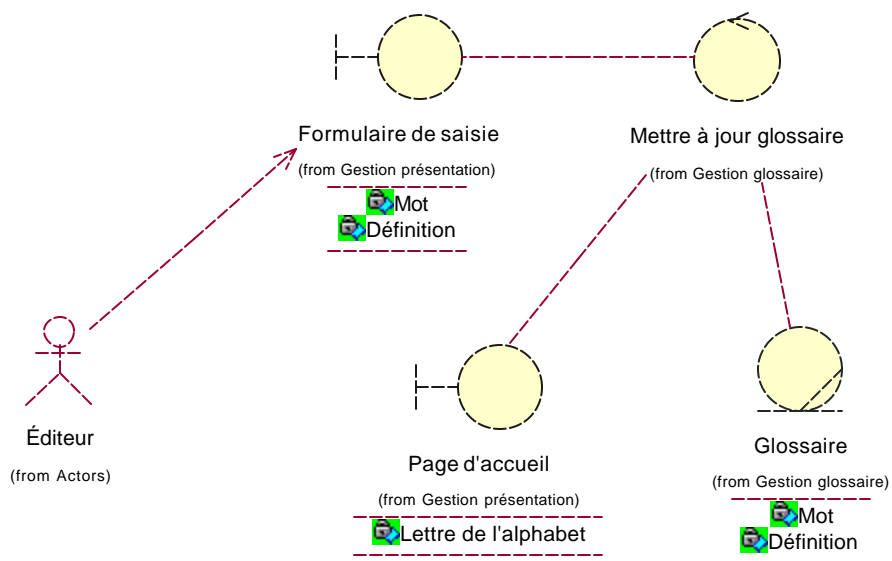 Formulaire de saisie
(from Gestion présentation)
Mot
Définition
Mettre à jour glossaire
(from Gestion glossaire)
Éditeur
(from Actors)
Page d'accueil
(from Gestion présentation)
Lettre de l'alphabet
Glossaire
(from Gestion glossaire)
Mot
Définition